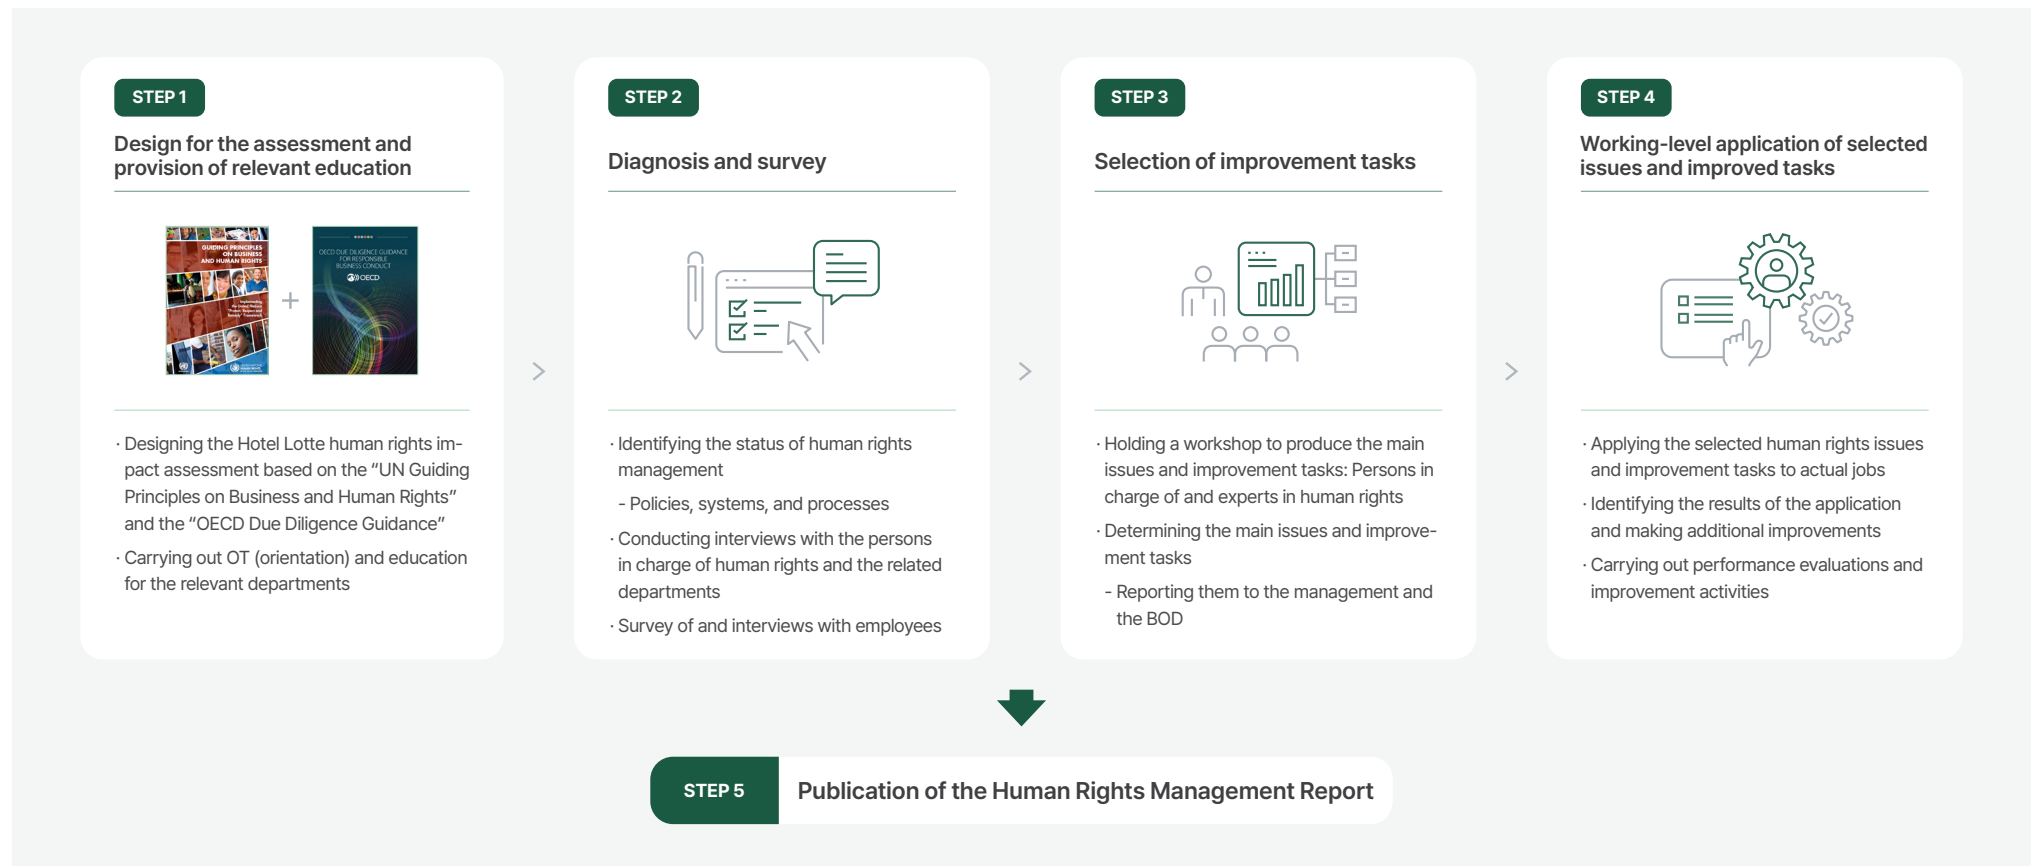 STEP 1
Design for the assessment and
provision of relevant education
GUIDING PRINCIPLES
ON BUSINESS
AND HUMAN RIGHTS
Implementing
the United Nations
"Protect, Respect and
Remedy" Framework
+
OECD DUE DILIGENCE GUIDANCE
FOR RESPONSIBLE
BUSINESS CONDUCT
OECD
· Designing the Hotel Lotte human rights im-
pact assessment based on the “UN Guiding
Principles on Business and Human Rights”
and the “OECD Due Diligence Guidance”
· Carrying out OT (orientation) and education
for the relevant departments
>
STEP 2
Diagnosis and survey
· Identifying the status of human rights
management
- Policies, systems, and processes
· Conducting interviews with the persons
in charge of human rights and the related
departments
· Survey of and interviews with employees
>
STEP 3
Selection of improvement tasks
· Holding a workshop to produce the main
issues and improvement tasks: Persons in
charge of and experts in human rights
· Determining the main issues and improve-
ment tasks
- Reporting them to the management and
the BOD
>
STEP 4
Working-level application of selected
issues and improved tasks
· Applying the selected human rights issues
and improvement tasks to actual jobs
· Identifying the results of the application
and making additional improvements
· Carrying out performance evaluations and
improvement activities
STEP 5
Publication of the Human Rights Management Report